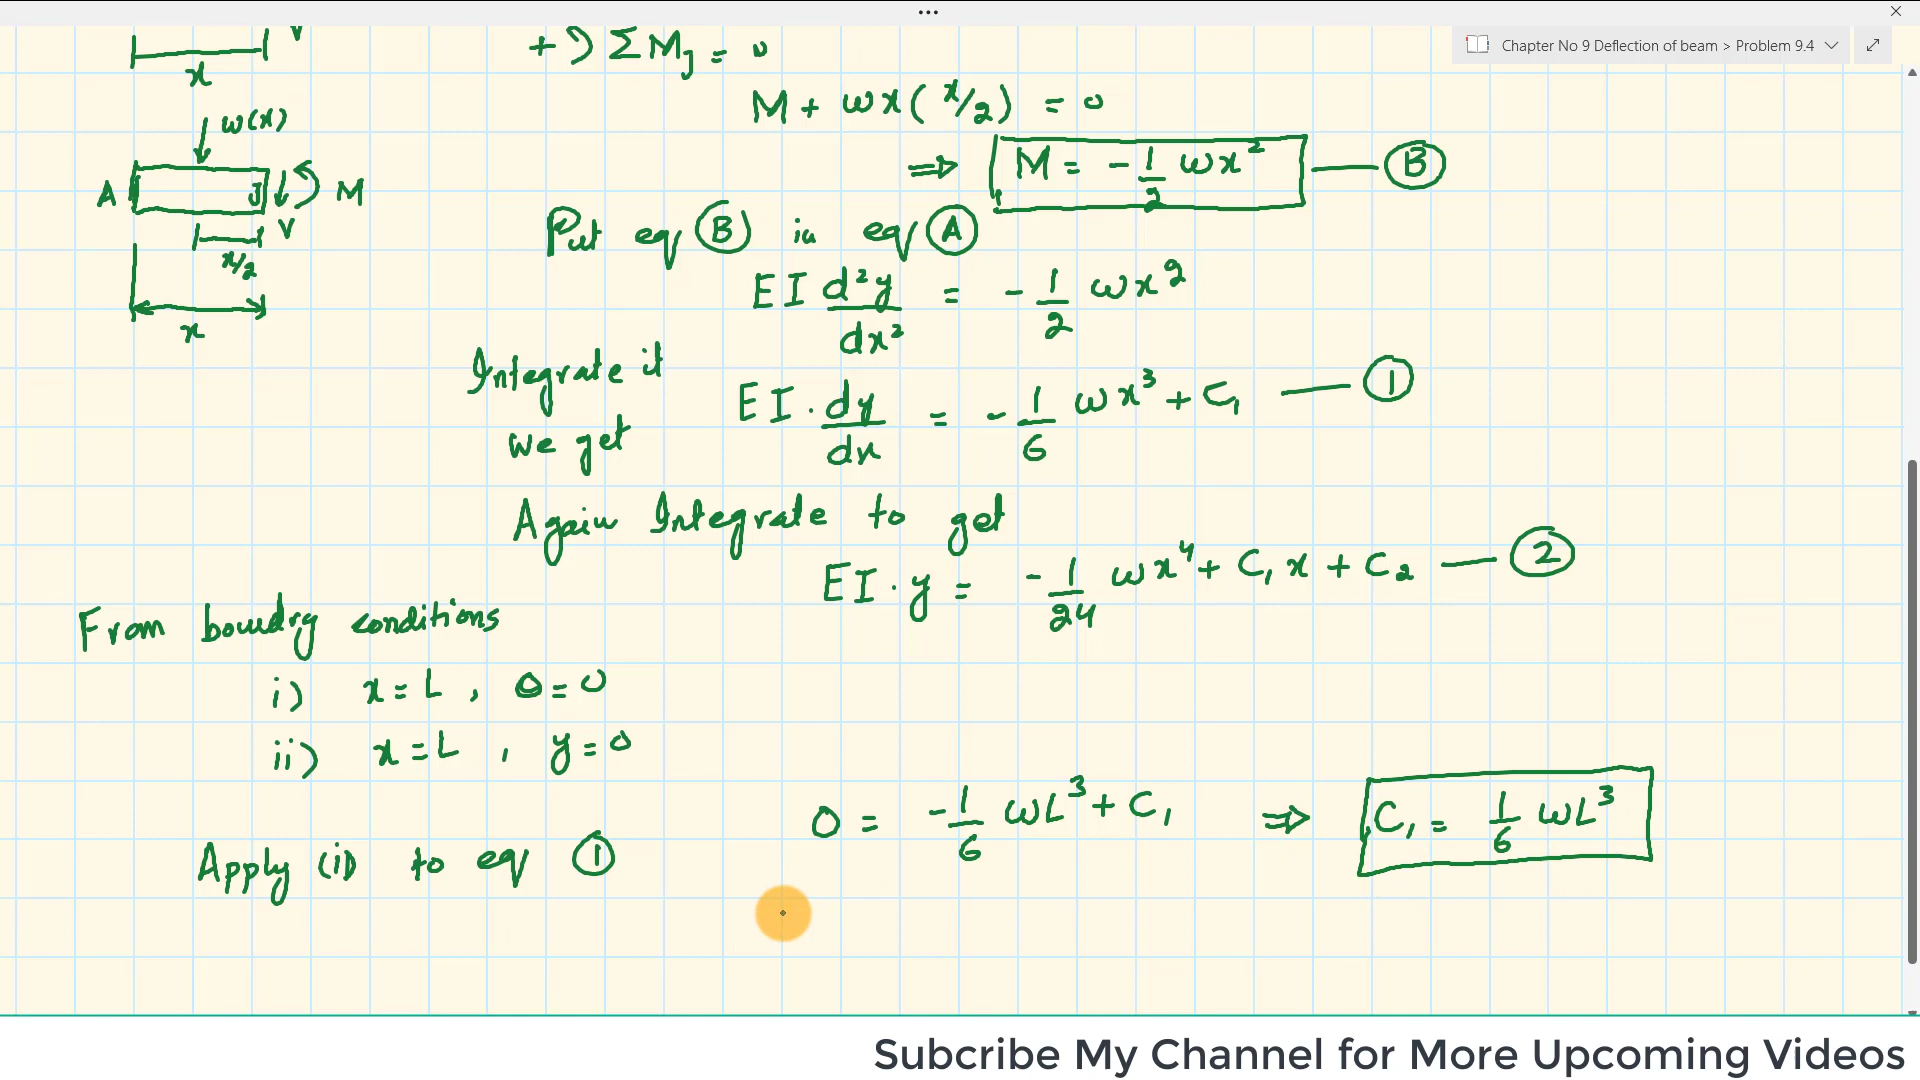 ...
Chapter No 9 Deflection of beam > Problem 9.4
V
x
+ ΣM_J = 0
M + wx(x/2) = 0
w(x)
⇒ M = -1/2 wx² — B
A J M
V
x/2
x
Put eq B in eq A
EI d²y/dx² = -1/2 wx²
Integrate it
we get
EI · dy/dx = -1/6 wx³ + C₁ — 1
Again Integrate to get
EI · y = -1/24 wx⁴ + C₁x + C₂ — 2
From boudry conditions
i) x = L , θ = 0
ii) x = L , y = 0
0 = -1/6 wL³ + C₁ ⇒ C₁ = 1/6 wL³
Apply (i) to eq 1
Subcribe My Channel for More Upcoming Videos